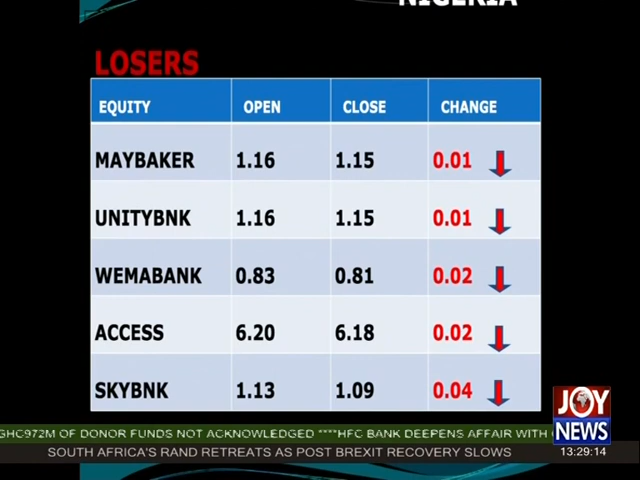 NIGERIA
LOSERS
EQUITY OPEN CLOSE CHANGE
MAYBAKER 1.16 1.15 0.01
UNITYBNK 1.16 1.15 0.01
WEMABANK 0.83 0.81 0.02
ACCESS 6.20 6.18 0.02
SKYBNK 1.13 1.09 0.04
JOY
NEWS
GHC972M OF DONOR FUNDS NOT ACKNOWLEDGED ****HFC BANK DEEPENS AFFAIR WITH
SOUTH AFRICA'S RAND RETREATS AS POST BREXIT RECOVERY SLOWS
13:29:14